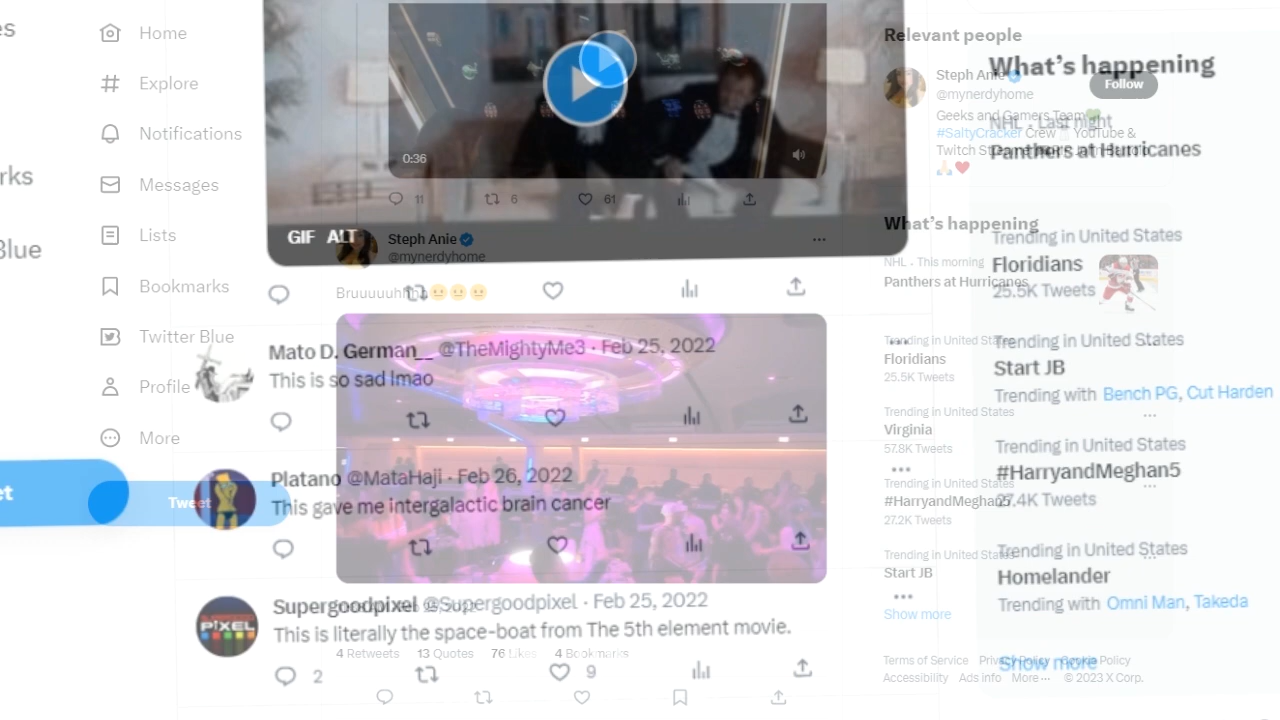 Home
Explore
Notifications
Messages
Lists
Bookmarks
Twitter Blue
Profile
More
Tweet
rks
Blue
et
0:36
11
6
61
GIF ALT
Steph Anie
@mynerdyhome
Bruuuuuhhhh
Mato D. German__ @TheMightyMe3 · Feb 25, 2022
This is so sad lmao
Platano @MataHaji · Feb 26, 2022
This gave me intergalactic brain cancer
PIXEL
Supergoodpixel @Supergoodpixel · Feb 25, 2022
This is literally the space-boat from The 5th element movie.
4 Retweets 13 Quotes 76 Likes 4 Bookmarks
2
9
Relevant people
Steph Anie
@mynerdyhome
Follow
Geeks and Gamers Team
#SaltyCracker Crew YouTube &
Twitch
What's happening
NHL · This morning
Panthers at Hurricanes
Trending in United States
Floridians
25.5K Tweets
Trending in United States
Virginia
57.8K Tweets
Trending in United States
#HarryandMeghan5
27.2K Tweets
Trending in United States
Start JB
Show more
Terms of Service Privacy Policy Cookie Policy
Accessibility Ads info More ··· © 2023 X Corp.
What's happening
NHL · Last night
Panthers at Hurricanes
Trending in United States
Floridians
25.5K Tweets
Trending in United States
Start JB
Trending with Bench PG, Cut Harden
Trending in United States
#HarryandMeghan5
27.4K Tweets
Trending in United States
Homelander
Trending with Omni Man, Takeda
Show more